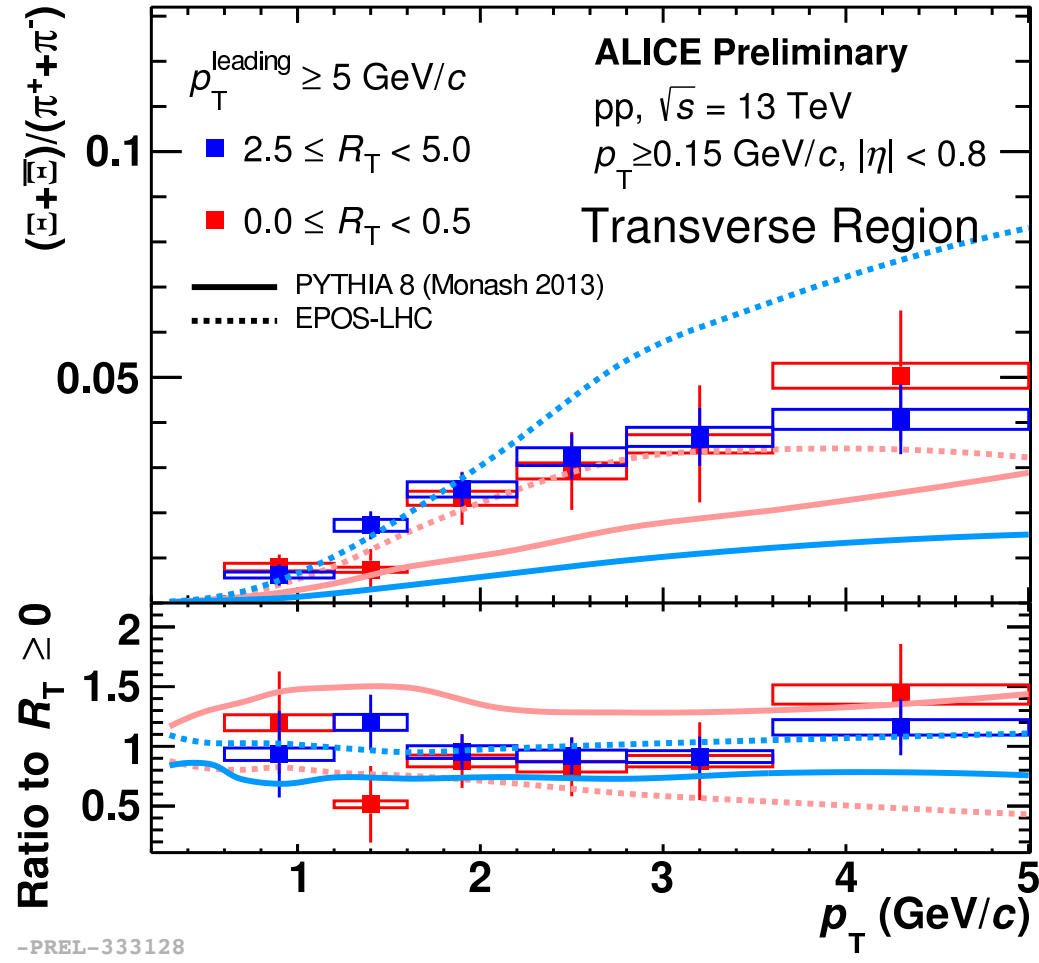 (Ξ+Ξ̅)/(π⁺+π⁻)
0.1
0.05
p_T^leading ≥ 5 GeV/c
2.5 ≤ R_T < 5.0
0.0 ≤ R_T < 0.5
PYTHIA 8 (Monash 2013)
EPOS-LHC
ALICE Preliminary
pp, √s = 13 TeV
p_T≥0.15 GeV/c, |η| < 0.8
Transverse Region
Ratio to R_T ≥ 0
2
1.5
1
0.5
1 2 3 4 5
p_T (GeV/c)
-PREL-333128